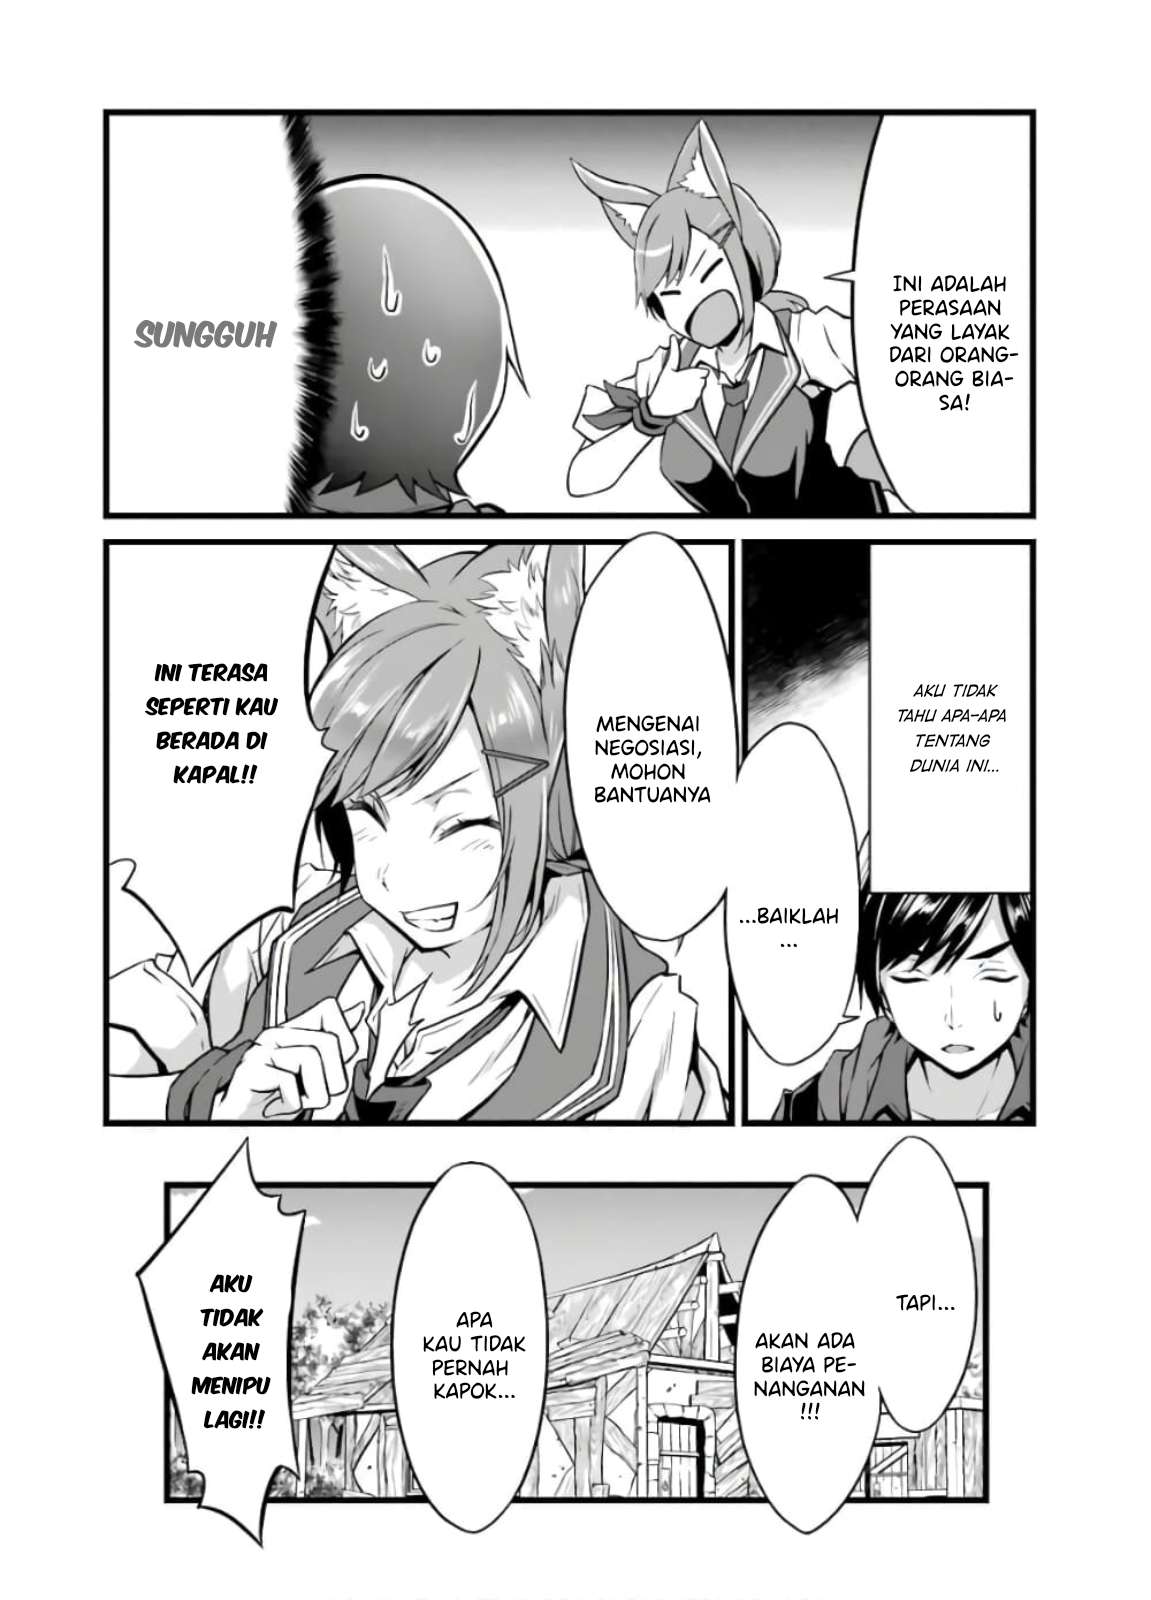 INI ADALAH
PERASAAN
YANG LAYAK
DARI ORANG-
ORANG BIA-
SA!
SUNGGUH
AKU TIDAK
TAHU APA-APA
TENTANG
DUNIA INI...
...BAIKLAH
...
MENGENAI
NEGOSIASI,
MOHON
BANTUANYA
INI TERASA
SEPERTI KAU
BERADA DI
KAPAL!!
TAPI...
AKAN ADA
BIAYA PE-
NANGANAN
!!!
APA
KAU TIDAK
PERNAH
KAPOK...
AKU
TIDAK
AKAN
MENIPU
LAGI!!